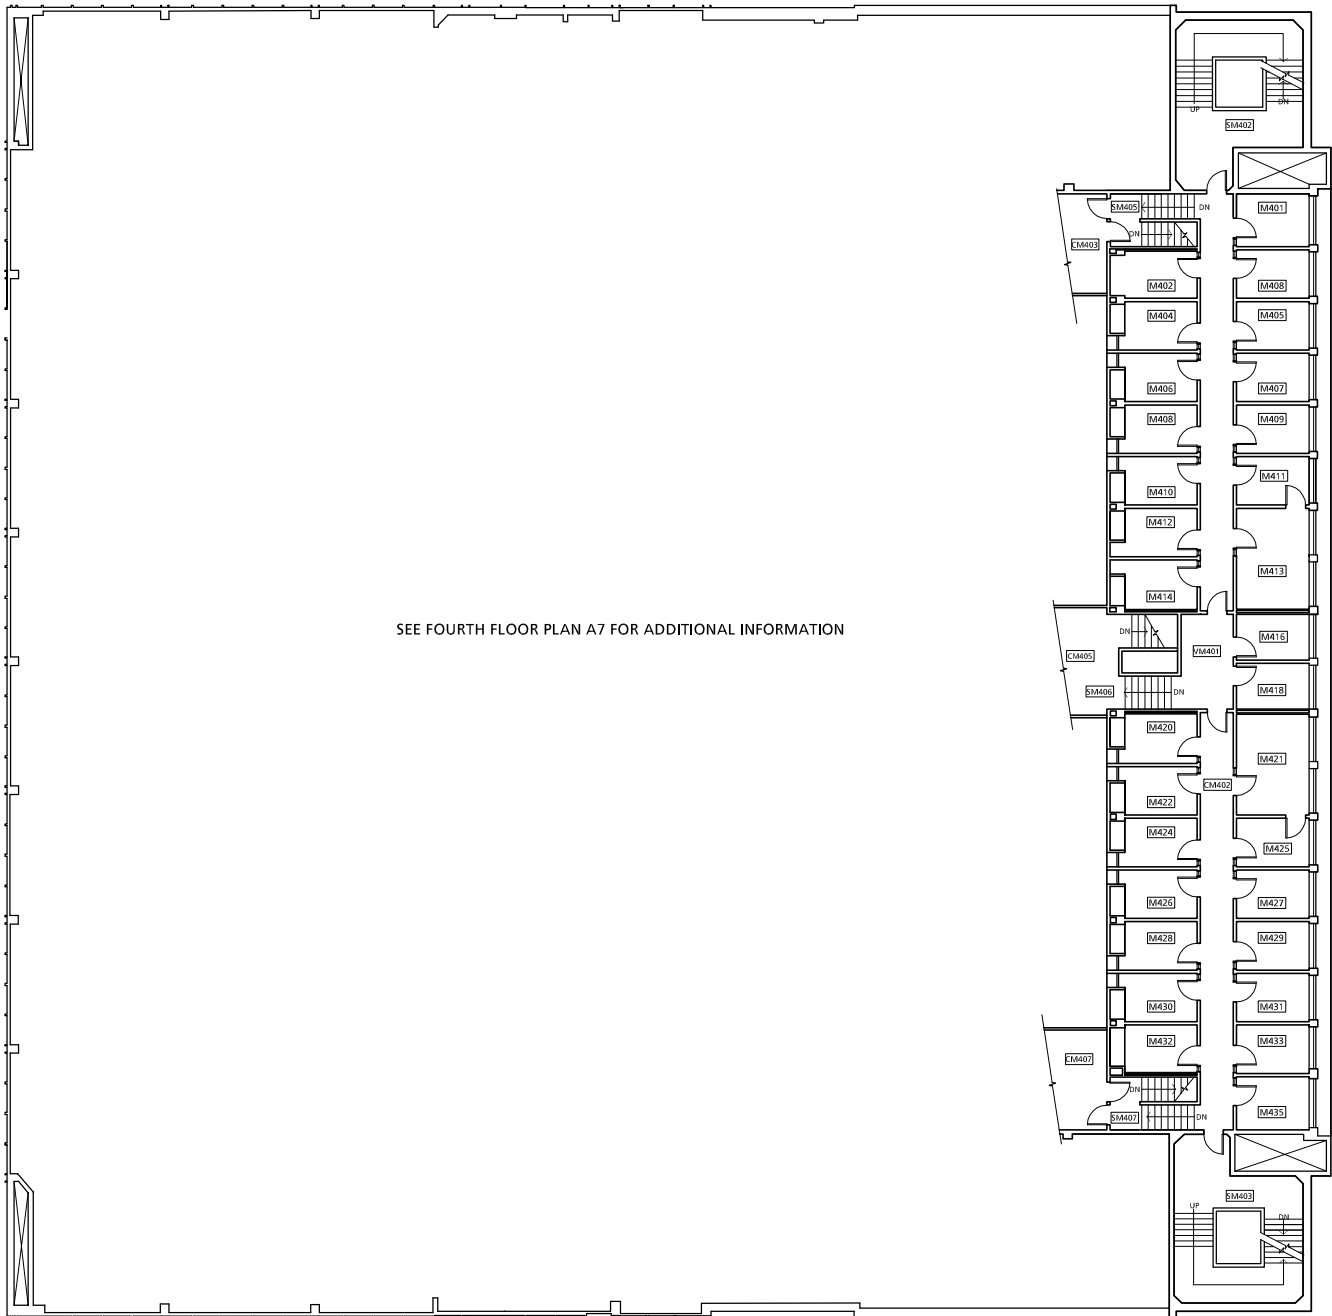 UP
DN
SM402
SM405
DN
M401
DN
CM403
M402
M408
M404
M405
M406
M407
M408
M409
M410
M411
M412
M413
M414
SEE FOURTH FLOOR PLAN A7 FOR ADDITIONAL INFORMATION
DN
M416
CM405
VM401
SM406
DN
M418
M420
M421
CM402
M422
M424
M425
M426
M427
M428
M429
M430
M431
M432
M433
CM407
DN
SM407
DN
M435
SM403
UP
DN